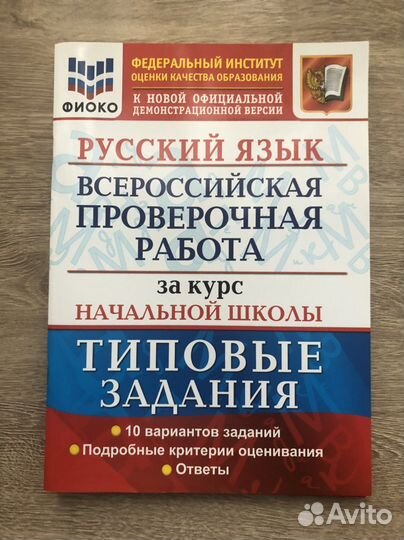 ФИОКО
ФЕДЕРАЛЬНЫЙ ИНСТИТУТ
ОЦЕНКИ КАЧЕСТВА ОБРАЗОВАНИЯ
К НОВОЙ ОФИЦИАЛЬНОЙ
ДЕМОНСТРАЦИОННОЙ ВЕРСИИ
РУССКИЙ ЯЗЫК
ВСЕРОССИЙСКАЯ
ПРОВЕРОЧНАЯ
РАБОТА
за курс
НАЧАЛЬНОЙ ШКОЛЫ
ТИПОВЫЕ
ЗАДАНИЯ
10 вариантов заданий
Подробные критерии оценивания
Ответы
Avito